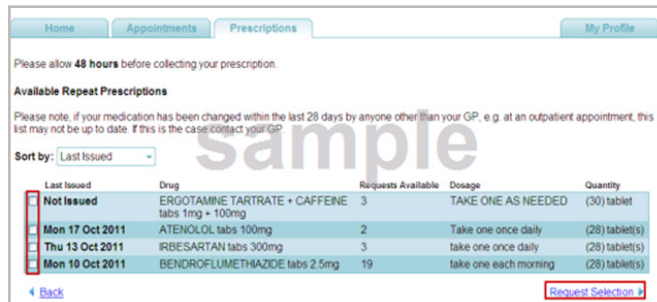 Home Appointments Prescriptions My Profile
Please allow 48 hours before collecting your prescription.
Available Repeat Prescriptions
Please note, if your medication has been changed within the last 28 days by anyone other than your GP, e.g. at an outpatient appointment, this
list may not be up to date. If this is the case contact your GP.
sample
Sort by: Last Issued
Last Issued Drug Requests Available Dosage Quantity
Not Issued ERGOTAMINE TARTRATE + CAFFEINE 3 TAKE ONE AS NEEDED (30) tablet
tabs 1mg + 100mg
Mon 17 Oct 2011 ATENOLOL tabs 100mg 2 Take one once daily (28) tablet(s)
Thu 13 Oct 2011 IRBESARTAN tabs 300mg 3 take one once daily (28) tablet(s)
Mon 10 Oct 2011 BENDROFLUMETHIAZIDE tabs 2.5mg 19 take one each morning (28) tablet(s)
Back Request Selection